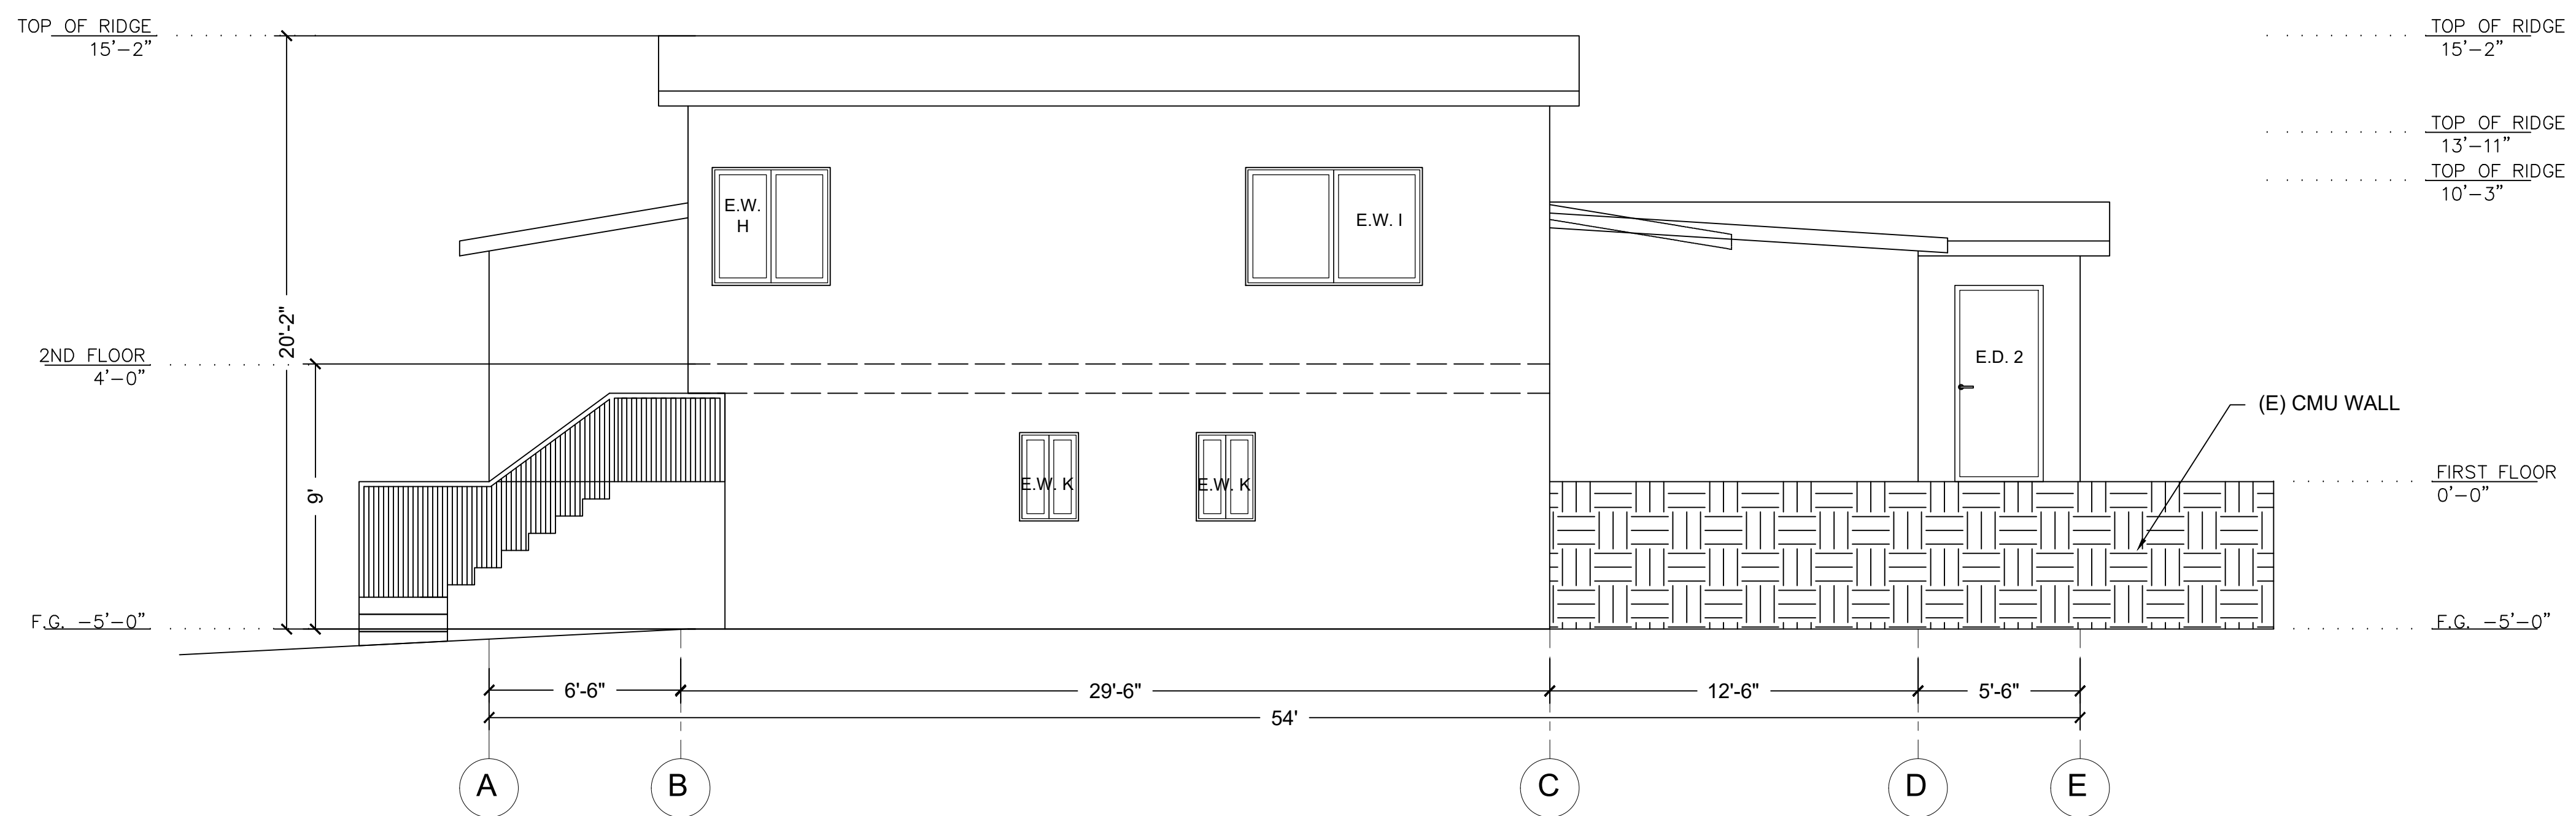 TOP OF RIDGE
15’–2”
TOP OF RIDGE
15’–2”
TOP OF RIDGE
13’–11”
TOP OF RIDGE
10’–3”
E.W.
H
E.W. I
20'-2"
2ND FLOOR
4’–0”
E.D. 2
(E) CMU WALL
9'
E.W. K
E.W. K
FIRST FLOOR
0’–0”
F.G. –5’–0”
F.G. –5’–0”
6'-6"
29'-6"
12'-6"
5'-6"
54'
A
B
C
D
E